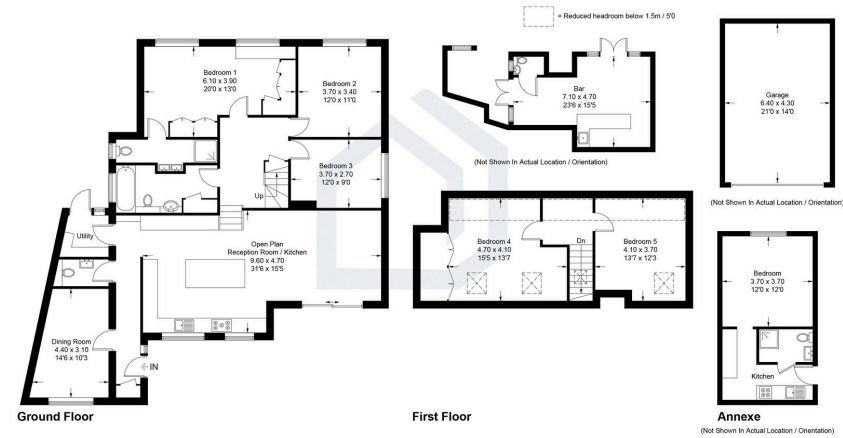 = Reduced headroom below 1.5m / 5'0
Bedroom 1
6.10 x 3.90
20'0 x 13'0
Bedroom 2
3.70 x 3.40
12'0 x 11'0
Bedroom 3
3.70 x 2.70
12'0 x 9'0
Up
Utility
Open Plan
Reception Room / Kitchen
9.60 x 4.70
31'6 x 15'5
Dining Room
4.40 x 3.10
14'6 x 10'3
IN
Ground Floor
Bar
7.10 x 4.70
23'6 x 15'5
(Not Shown In Actual Location / Orientation)
Bedroom 4
4.70 x 4.10
15'5 x 13'7
Dn
Bedroom 5
4.10 x 3.70
13'7 x 12'3
First Floor
Garage
6.40 x 4.30
21'0 x 14'0
(Not Shown In Actual Location / Orientation)
Bedroom
3.70 x 3.70
12'0 x 12'0
Kitchen
Annexe
(Not Shown In Actual Location / Orientation)